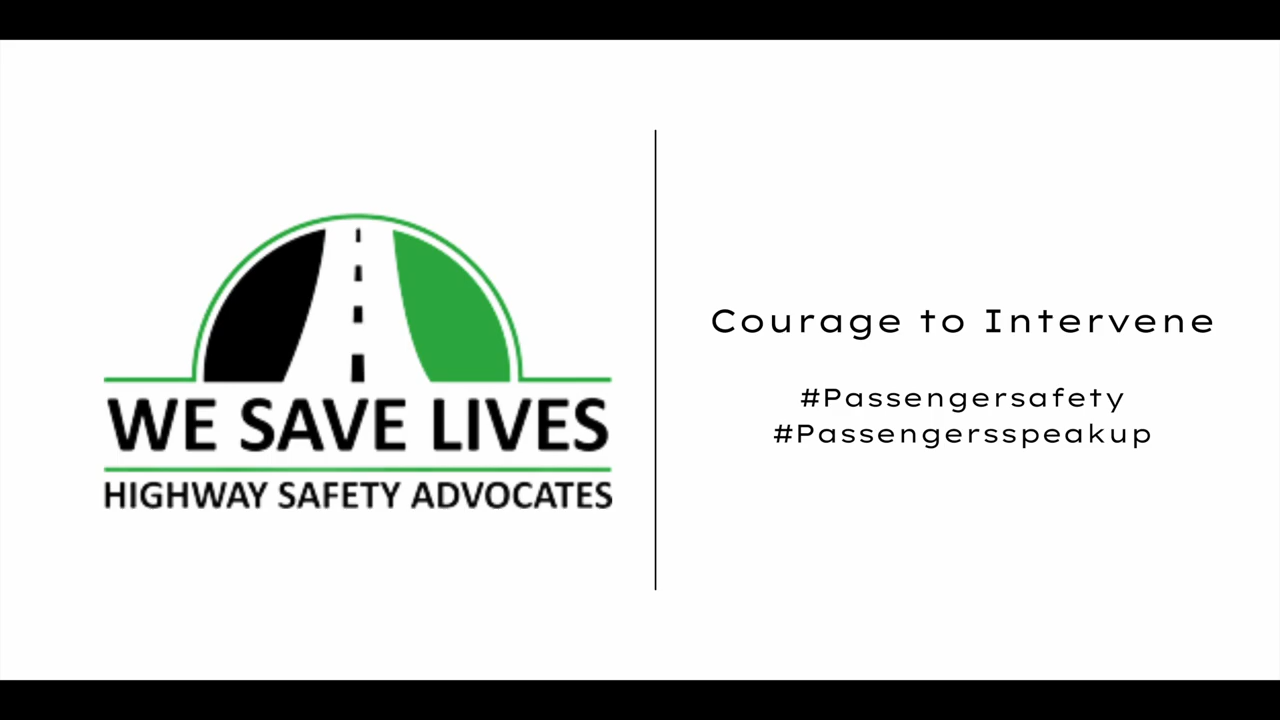 WE SAVE LIVES
HIGHWAY SAFETY ADVOCATES
Courage to Intervene
#Passengersafety
#Passengersspeakup